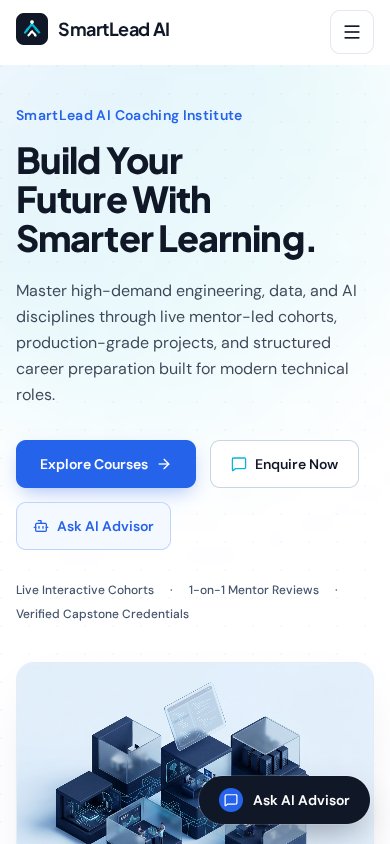 SmartLead AI
SmartLead AI Coaching Institute
Build Your
Future With
Smarter Learning.
Master high-demand engineering, data, and AI
disciplines through live mentor-led cohorts,
production-grade projects, and structured
career preparation built for modern technical
roles.
Explore Courses →
Enquire Now
Ask AI Advisor
Live Interactive Cohorts · 1-on-1 Mentor Reviews ·
Verified Capstone Credentials
Ask AI Advisor